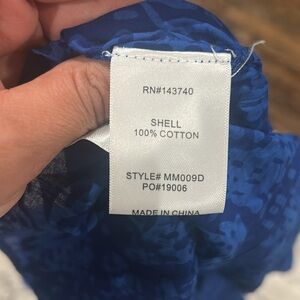 RN#143740
SHELL
100% COTTON
STYLE# MM009D
PO#19006
MADE IN CHINA